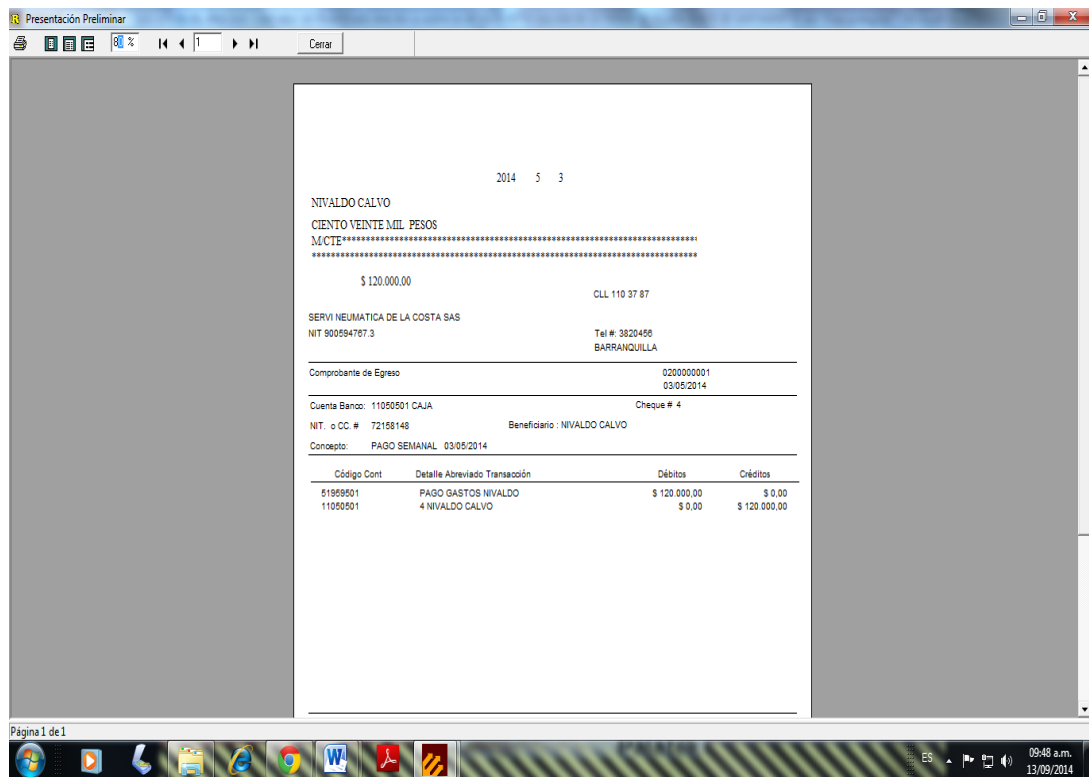 Presentación Preliminar
80 % 1 Cerrar
2014 5 3
NIVALDO CALVO
CIENTO VEINTE MIL PESOS
M/CTE**************************************************************************
********************************************************************************
$ 120.000,00
CLL 110 37 87
SERVI NEUMATICA DE LA COSTA SAS
NIT 900594767.3 Tel #: 3820456
BARRANQUILLA
Comprobante de Egreso 0200000001
03/05/2014
Cuenta Banco: 11050501 CAJA Cheque # 4
NIT. o CC. # 72158148 Beneficiario : NIVALDO CALVO
Concepto: PAGO SEMANAL 03/05/2014
Código Cont Detalle Abreviado Transacción Débitos Créditos
51959501 PAGO GASTOS NIVALDO $ 120.000,00 $ 0,00
11050501 4 NIVALDO CALVO $ 0,00 $ 120.000,00
Página 1 de 1
ES 09:48 a.m.
13/09/2014